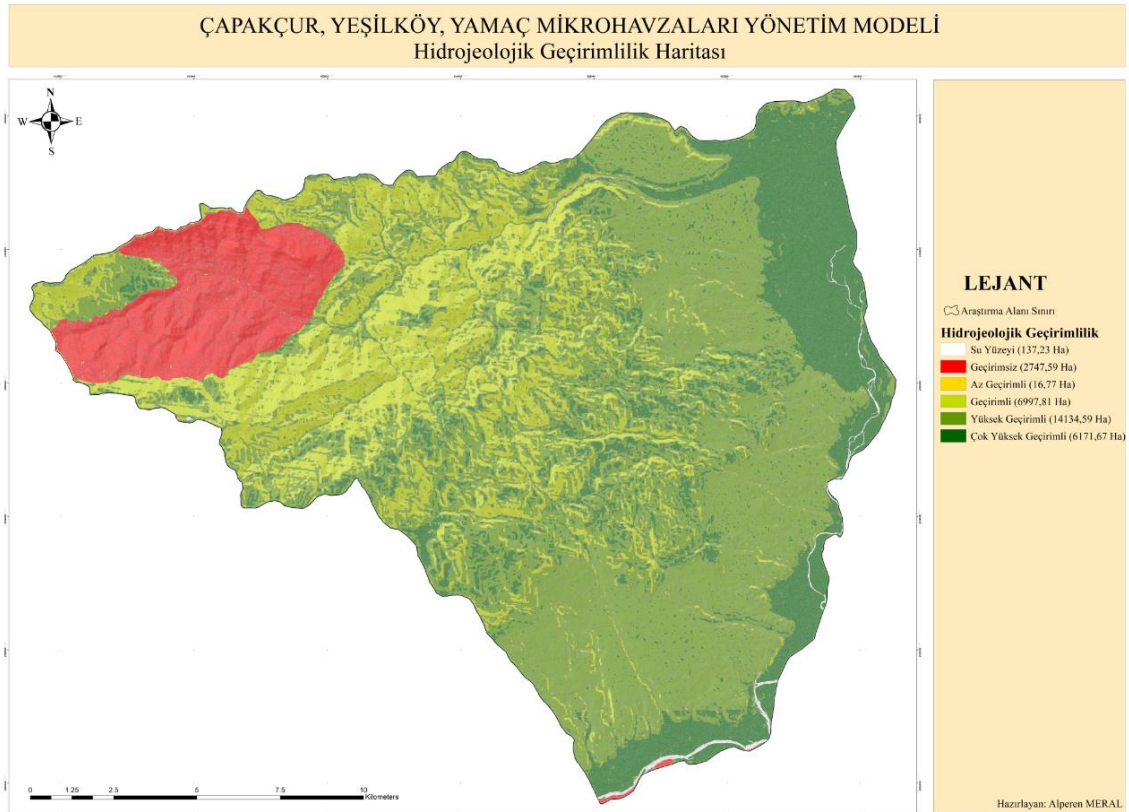 ÇAPAKÇUR, YEŞİLKÖY, YAMAÇ MİKROHAVZALARI YÖNETİM MODELİ
Hidrojeolojik Geçirimlilik Haritası
N
W E
S
LEJANT
Araştırma Alanı Sınırı
Hidrojeolojik Geçirimlilik
Su Yüzeyi (137,23 Ha)
Geçirimsiz (2747,59 Ha)
Az Geçirimli (16,77 Ha)
Geçirimli (6997,81 Ha)
Yüksek Geçirimli (14134,59 Ha)
Çok Yüksek Geçirimli (6171,67 Ha)
0 1.25 2.5 5 7.5 10
Kilometers
Hazırlayan: Alperen MERAL